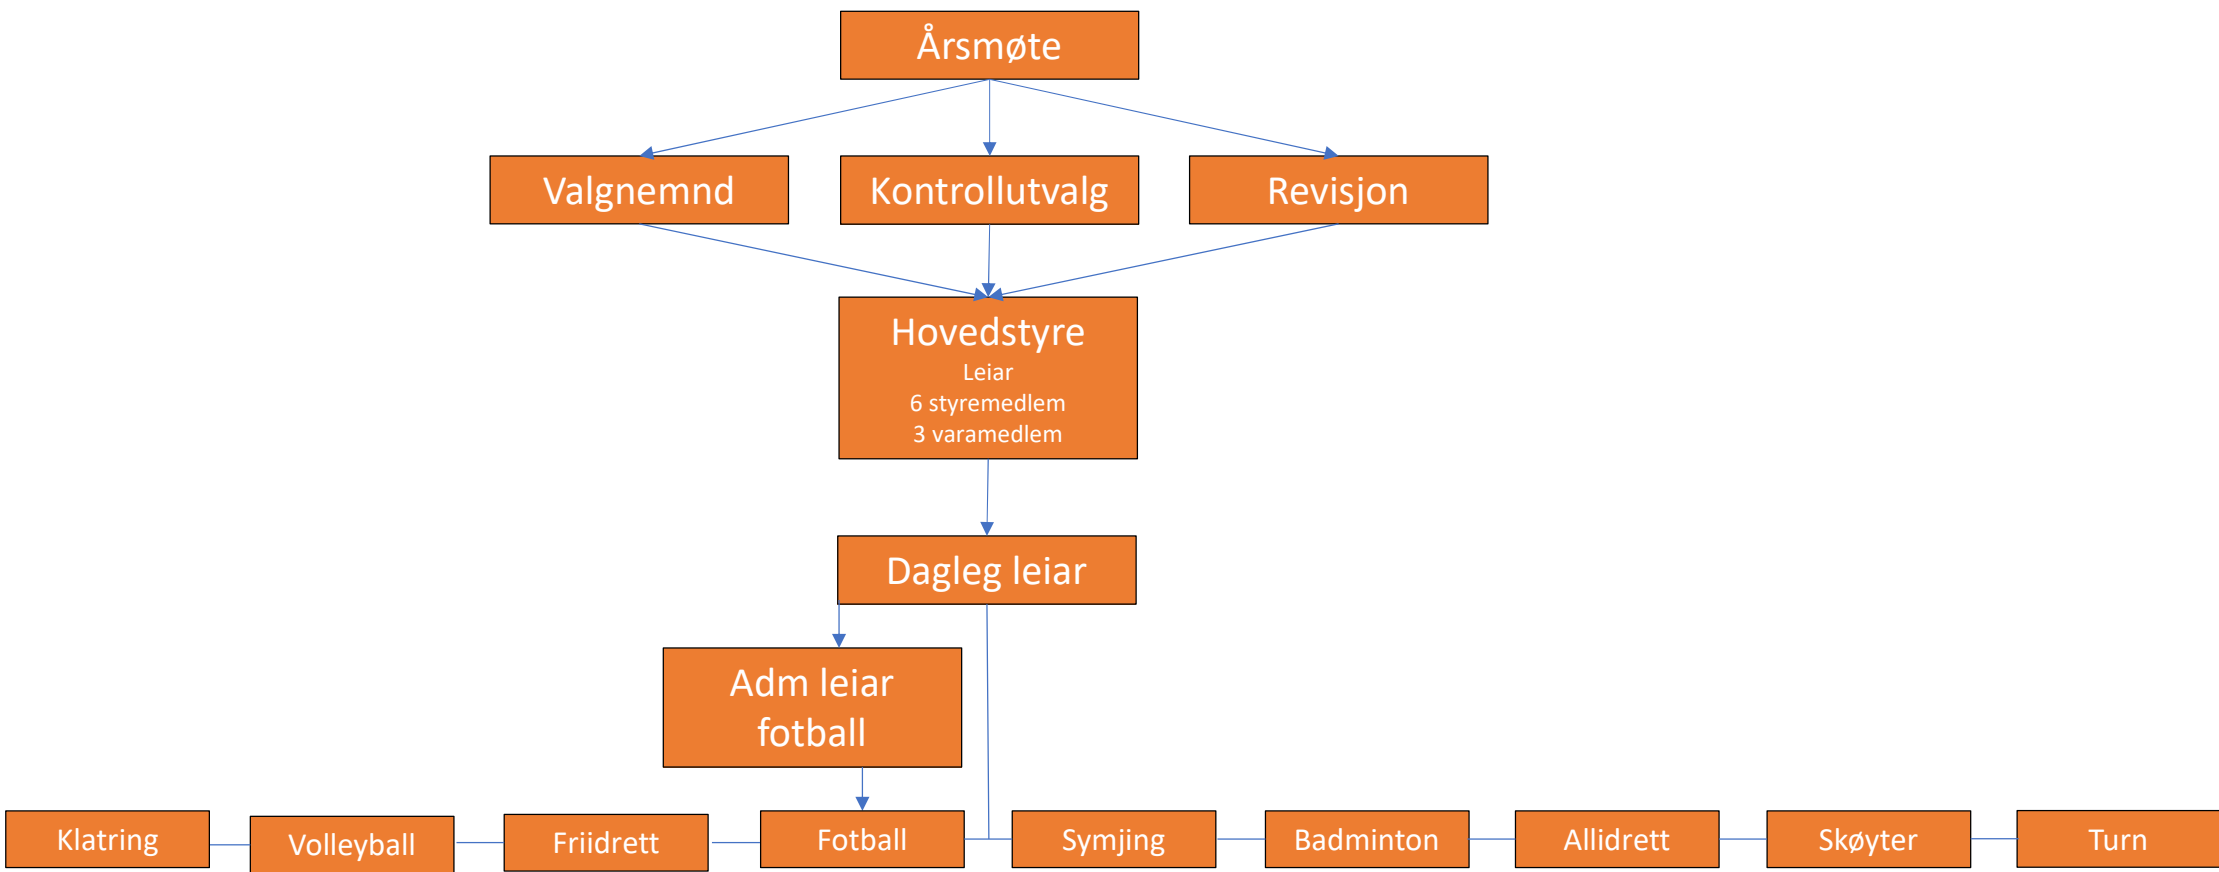 Årsmøte
Valgnemnd
Kontrollutvalg
Revisjon
Hovedstyre
Leiar
6 styremedlem
3 varamedlem
Dagleg leiar
Adm leiar
fotball
Klatring
Volleyball
Friidrett
Fotball
Symjing
Badminton
Allidrett
Skøyter
Turn